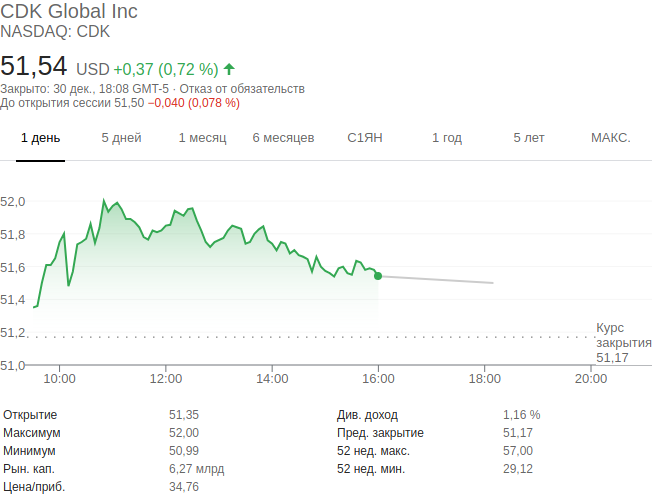 CDK Global Inc
NASDAQ: CDK
51,54 USD +0,37 (0,72 %)
Закрыто: 30 дек., 18:08 GMT-5 · Отказ от обязательств
До открытия сессии 51,50 −0,040 (0,078 %)
1 день 5 дней 1 месяц 6 месяцев С1ЯН 1 год 5 лет МАКС.
52,0
51,8
51,6
51,4
51,2
51,0
Курс
закрытия
51,17
10:00 12:00 14:00 16:00 18:00 20:00
Открытие 51,35 Див. доход 1,16 %
Максимум 52,00 Пред. закрытие 51,17
Минимум 50,99 52 нед. макс. 57,00
Рын. кап. 6,27 млрд 52 нед. мин. 29,12
Цена/приб. 34,76